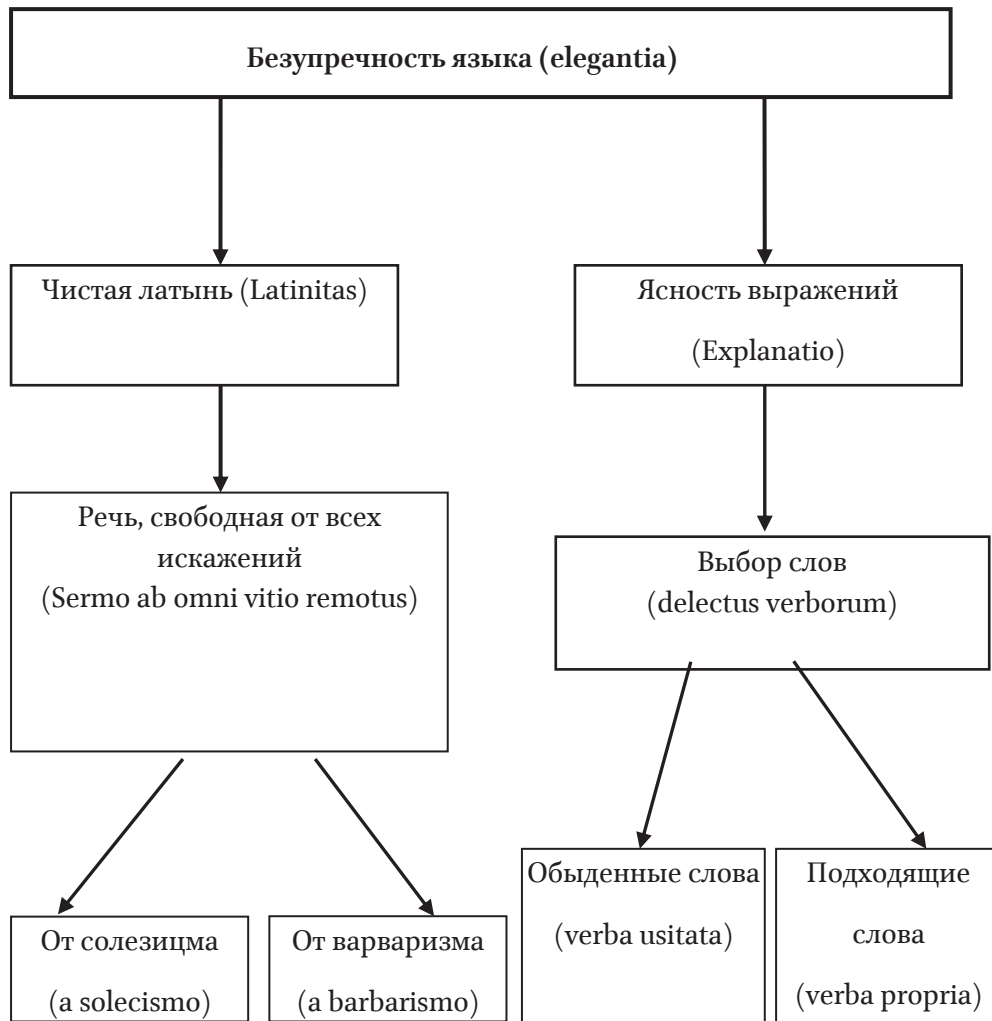 Безупречность языка (elegantia)
Чистая латынь (Latinitas)
Ясность выражений
(Explanatio)
Речь, свободная от всех
искажений
(Sermo ab omni vitio remotus)
Выбор слов
(delectus verborum)
Обыденные слова
(verba usitata)
Подходящие
слова
(verba propria)
От солезицма
(a solecismo)
От варваризма
(a barbarismo)